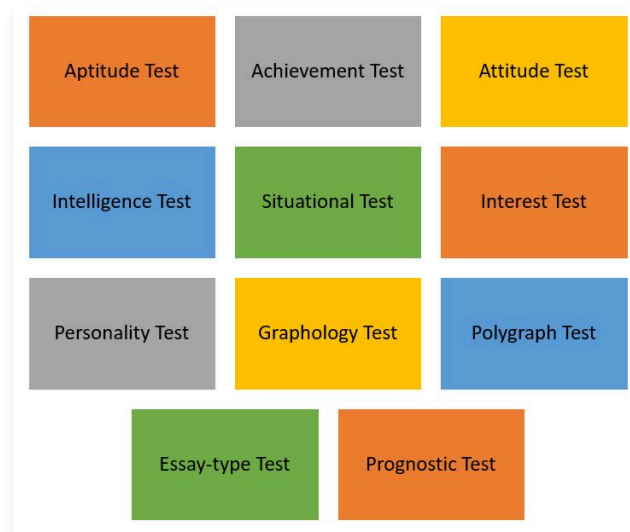 Aptitude Test
Achievement Test
Attitude Test
Intelligence Test
Situational Test
Interest Test
Personality Test
Graphology Test
Polygraph Test
Essay-type Test
Prognostic Test